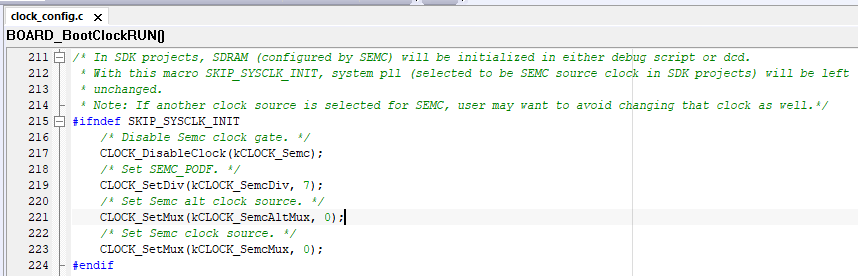 clock_config.c x
BOARD_BootClockRUN()
211 /* In SDK projects, SDRAM (configured by SEMC) will be initialized in either debug script or dcd.
212  * With this macro SKIP_SYSCLK_INIT, system pll (selected to be SEMC source clock in SDK projects) will be left
213  * unchanged.
214  * Note: If another clock source is selected for SEMC, user may want to avoid changing that clock as well.*/
215 #ifndef SKIP_SYSCLK_INIT
216     /* Disable Semc clock gate. */
217     CLOCK_DisableClock(kCLOCK_Semc);
218     /* Set SEMC_PODF. */
219     CLOCK_SetDiv(kCLOCK_SemcDiv, 7);
220     /* Set Semc alt clock source. */
221     CLOCK_SetMux(kCLOCK_SemcAltMux, 0);
222     /* Set Semc clock source. */
223     CLOCK_SetMux(kCLOCK_SemcMux, 0);
224 #endif